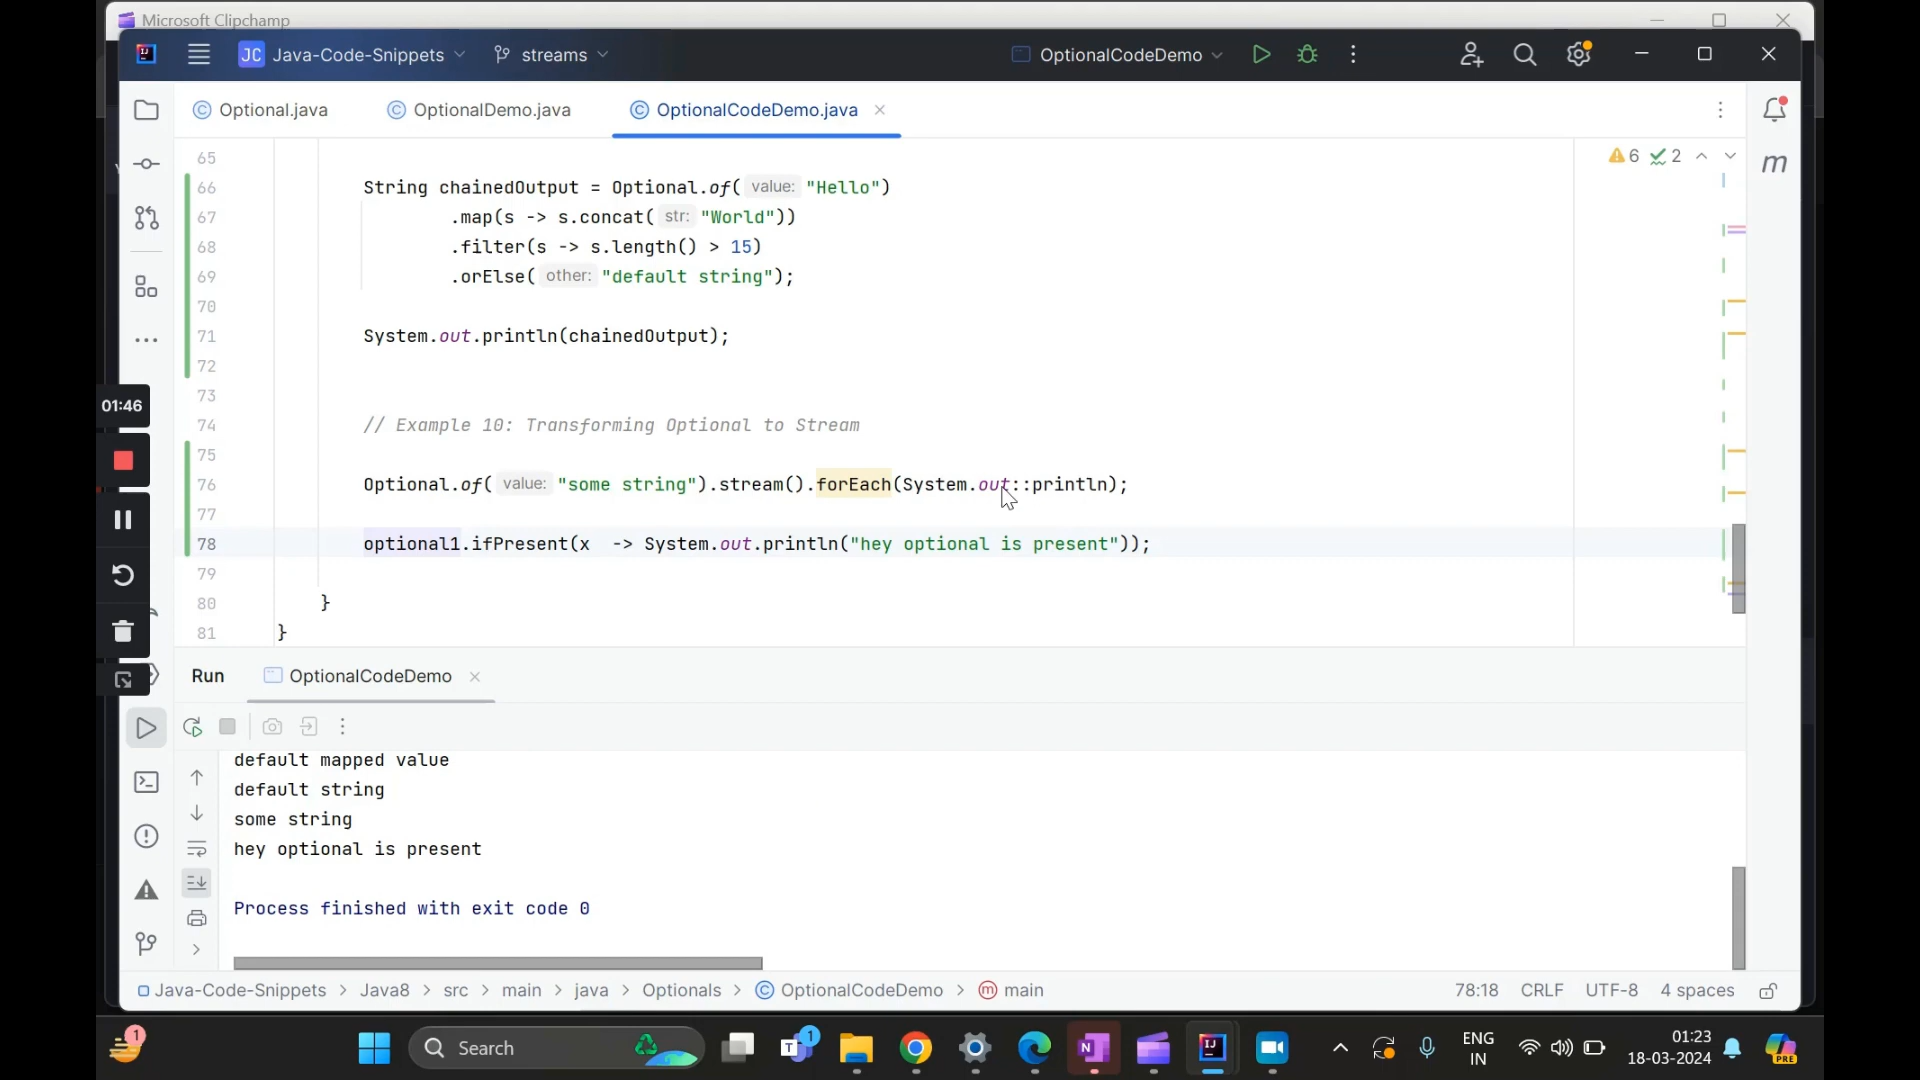 Microsoft Clipchamp
JC Java-Code-Snippets streams OptionalCodeDemo
Optional.java OptionalDemo.java OptionalCodeDemo.java
65
6 2
66 String chainedOutput = Optional.of( value: "Hello")
67 .map(s -> s.concat( str: "World"))
68 .filter(s -> s.length() > 15)
69 .orElse( other: "default string");
70
71 System.out.println(chainedOutput);
72
73
74 // Example 10: Transforming Optional to Stream
75
76 Optional.of( value: "some string").stream().forEach(System.out::println);
77
78 optional1.ifPresent(x  -> System.out.println("hey optional is present"));
79
80 }
81 }
01:46
Run OptionalCodeDemo
default mapped value
default string
some string
hey optional is present
Process finished with exit code 0
Java-Code-Snippets > Java8 > src > main > java > Optionals > OptionalCodeDemo > main 78:18 CRLF UTF-8 4 spaces
1 Search 1 ENG 01:23
IN 18-03-2024 PRE